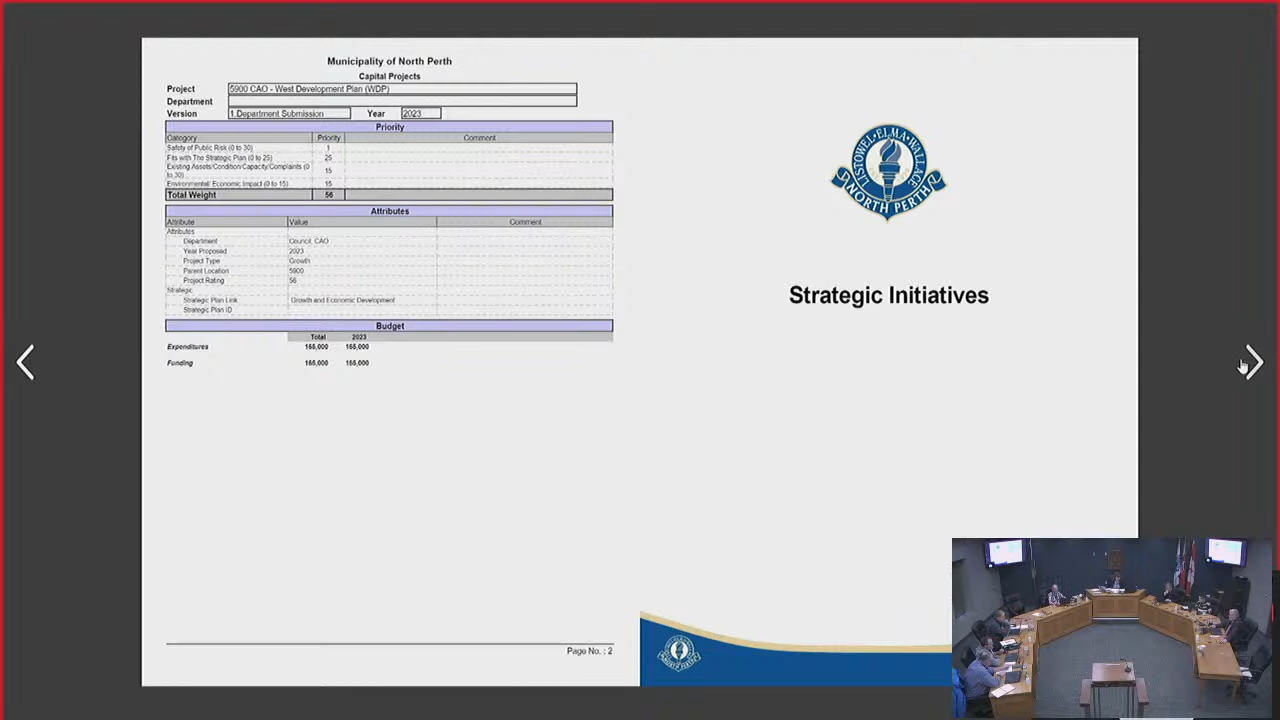 Municipality of North Perth
Capital Projects
Project 5900 CAO - West Development Plan (WDP)
Department
Version 1.Department Submission Year 2023
Priority
Category Priority Comment
Safety of Public Risk (0 to 30) 1
Fits with The Strategic Plan (0 to 25) 25
Existing Assets/Condition/Capacity/Complaints (0
to 30) 15
Environmental/ Economic Impact (0 to 15) 15
Total Weight 56
Attributes
Attribute Value Comment
Attributes
Department Council, CAO
Year Proposed 2023
Project Type Growth
Parent Location 5900
Project Rating 56
Strategic
Strategic Plan Link Growth and Economic Development
Strategic Plan ID
Budget
Total 2023
Expenditures 165,000 165,000
Funding 165,000 165,000
Page No. : 2
LISTOWEL·ELMA·WALLACE
NORTH PERTH
Strategic Initiatives
NORTH PERTH